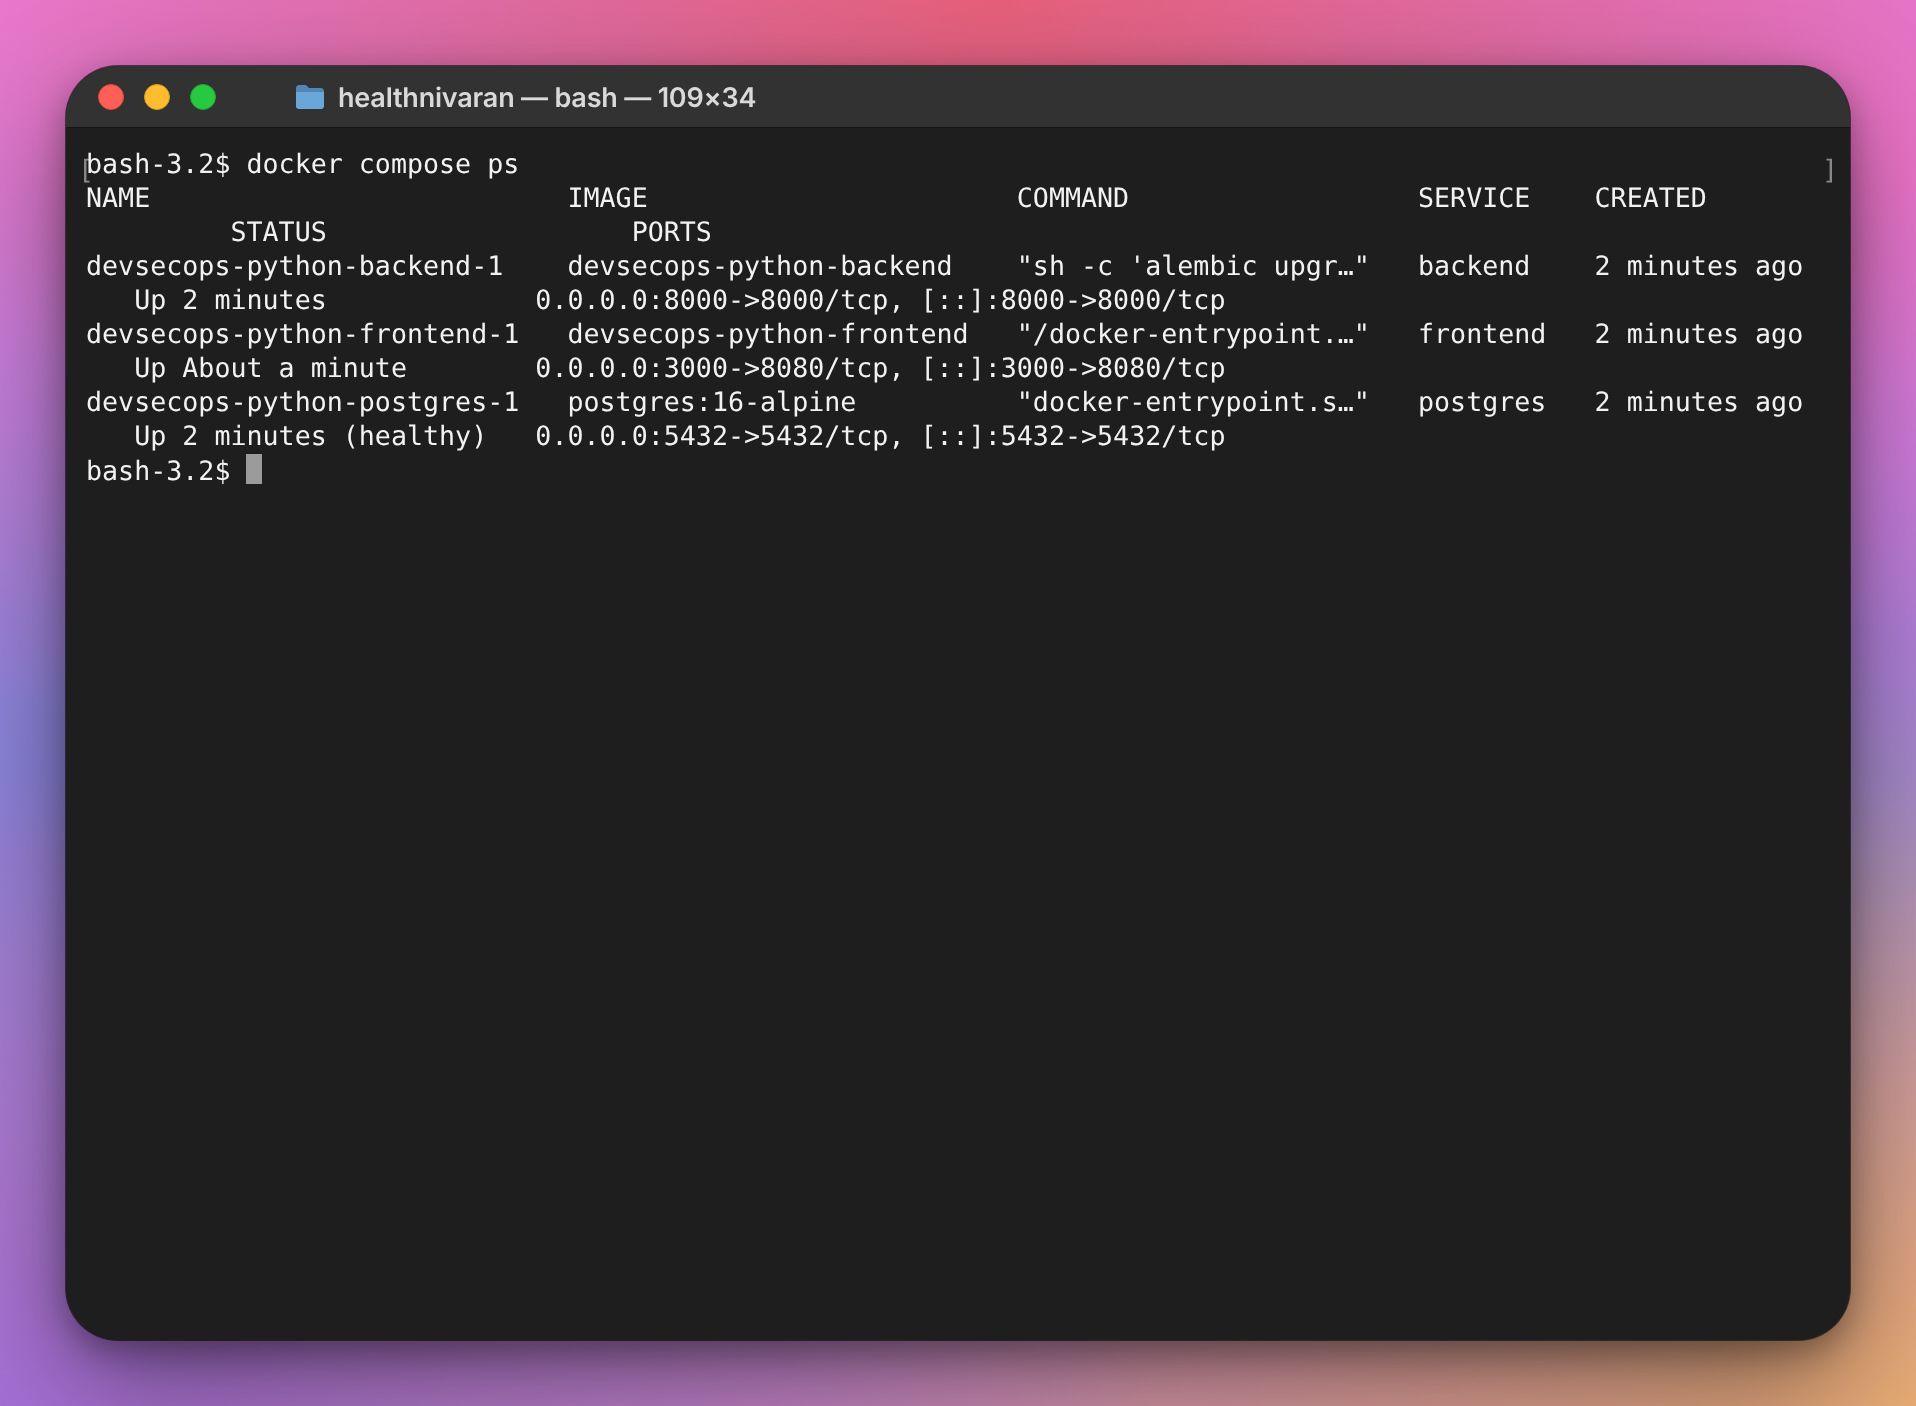 healthnivaran — bash — 109×34
[bash-3.2$ docker compose ps ]
NAME                          IMAGE                       COMMAND                  SERVICE    CREATED
         STATUS                   PORTS
devsecops-python-backend-1    devsecops-python-backend    "sh -c 'alembic upgr…"   backend    2 minutes ago
   Up 2 minutes             0.0.0.0:8000->8000/tcp, [::]:8000->8000/tcp
devsecops-python-frontend-1   devsecops-python-frontend   "/docker-entrypoint.…"   frontend   2 minutes ago
   Up About a minute        0.0.0.0:3000->8080/tcp, [::]:3000->8080/tcp
devsecops-python-postgres-1   postgres:16-alpine          "docker-entrypoint.s…"   postgres   2 minutes ago
   Up 2 minutes (healthy)   0.0.0.0:5432->5432/tcp, [::]:5432->5432/tcp
bash-3.2$